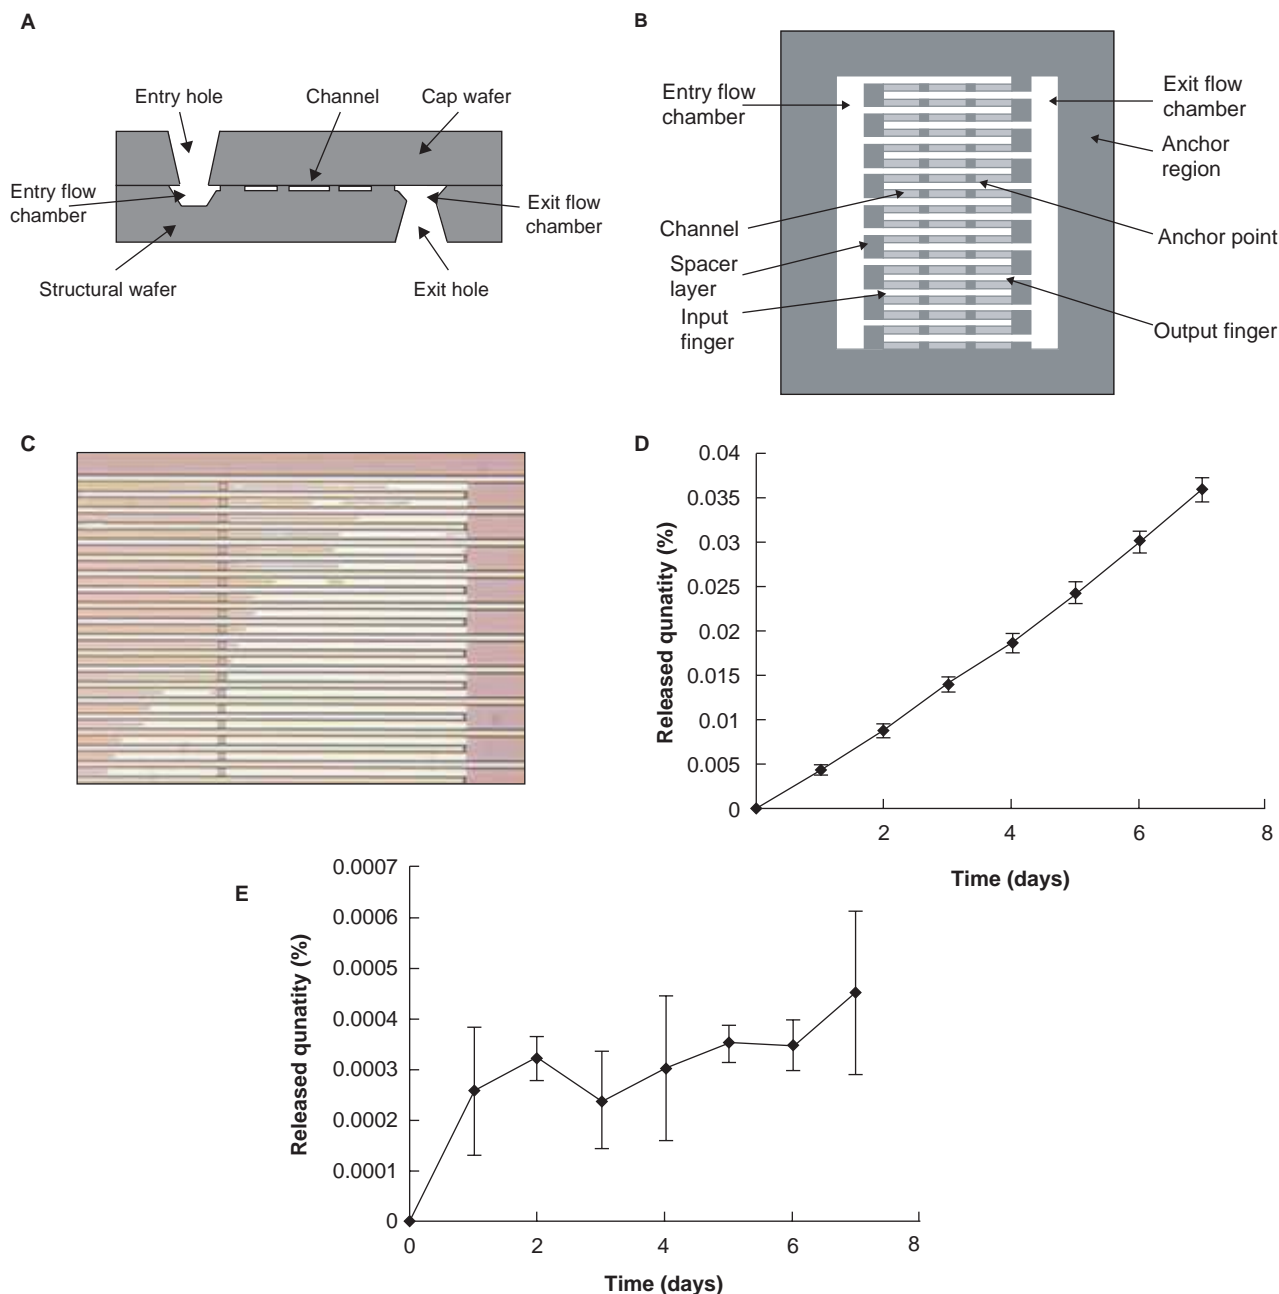 A
Entry hole
Channel
Cap wafer
Entry flow
chamber
Exit flow
chamber
Structural wafer
Exit hole
B
Entry flow
chamber
Exit flow
chamber
Anchor
region
Channel
Anchor point
Spacer
layer
Input
finger
Output finger
C
D
Released qunatity (%)
0.04
0.035
0.03
0.025
0.02
0.015
0.01
0.005
0
2
4
6
8
Time (days)
E
Released qunatity (%)
0.0007
0.0006
0.0005
0.0004
0.0003
0.0002
0.0001
0
0
2
4
6
8
Time (days)